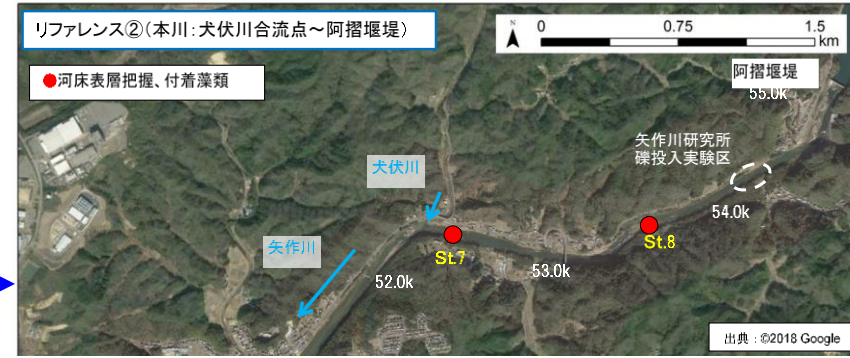 リファレンス②(本川:犬伏川合流点～阿摺堰堤)
N
0 0.75 1.5
km
●河床表層把握、付着藻類
阿摺堰堤
55.0k
矢作川研究所
礫投入実験区
犬伏川
54.0k
St.8
矢作川
St.7
53.0k
52.0k
出典:©2018 Google